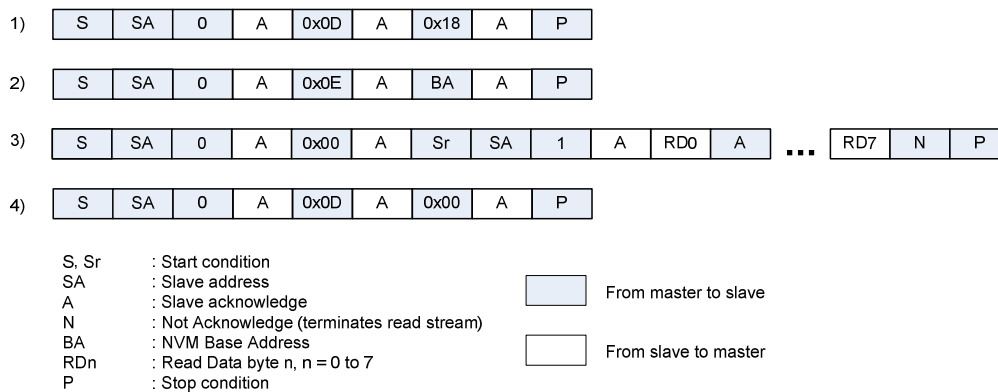 1) S SA 0 A 0x0D A 0x18 A P
2) S SA 0 A 0x0E A BA A P
3) S SA 0 A 0x00 A Sr SA 1 A RD0 A ... RD7 N P
4) S SA 0 A 0x0D A 0x00 A P
S, Sr : Start condition
SA : Slave address
A : Slave acknowledge
N : Not Acknowledge (terminates read stream)
BA : NVM Base Address
RDn : Read Data byte n, n = 0 to 7
P : Stop condition
From master to slave
From slave to master